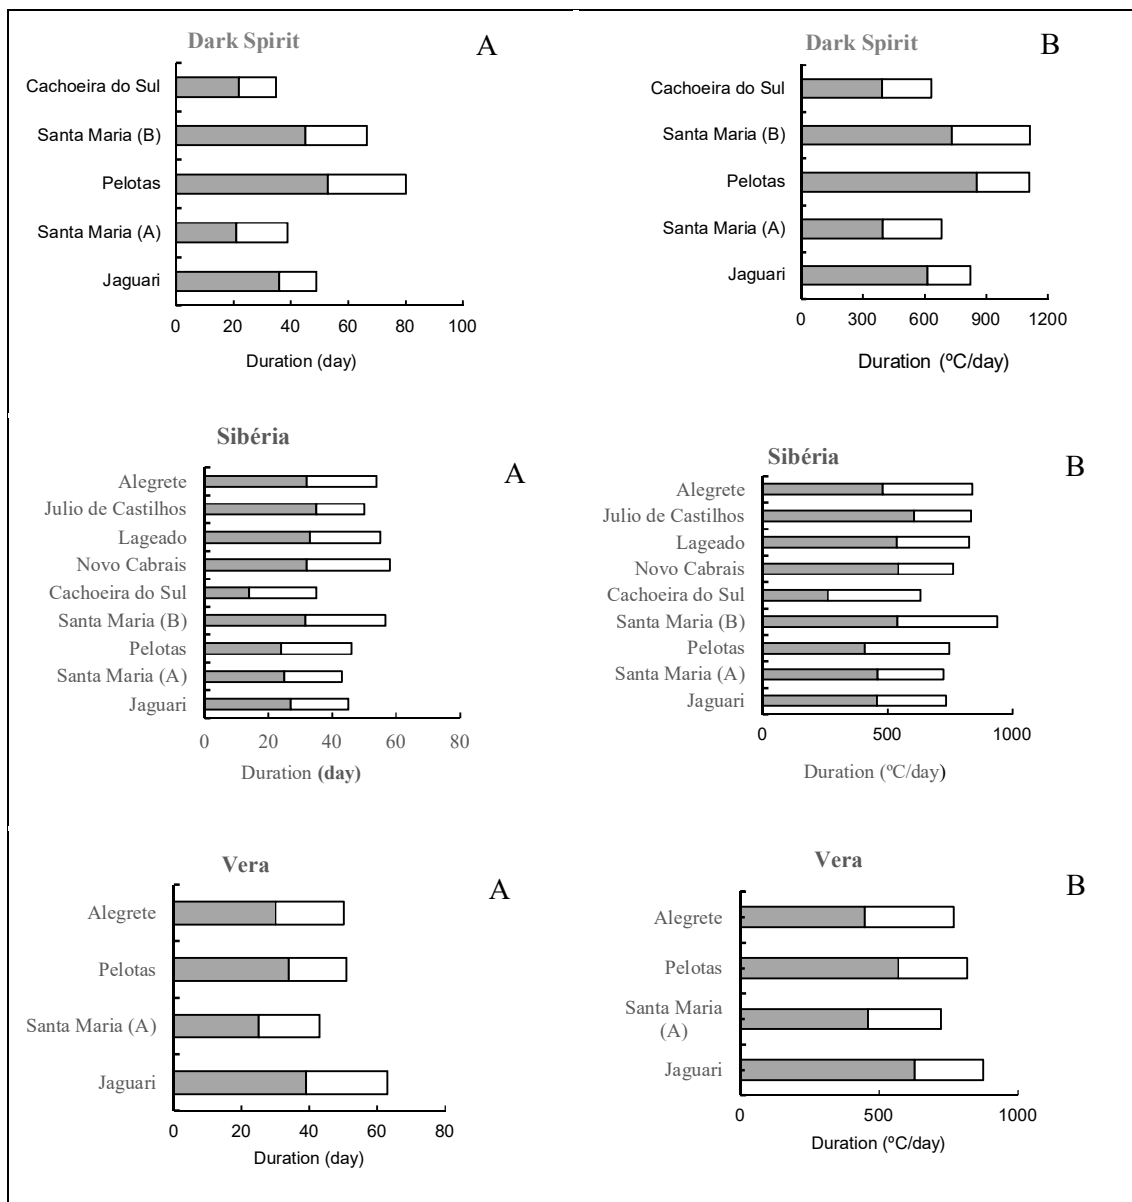 Dark Spirit
A
Cachoeira do Sul
Santa Maria (B)
Pelotas
Santa Maria (A)
Jaguari
0 20 40 60 80 100
Duration (day)
Dark Spirit
B
Cachoeira do Sul
Santa Maria (B)
Pelotas
Santa Maria (A)
Jaguari
0 300 600 900 1200
Duration (ºC/day)
Sibéria
A
Alegrete
Julio de Castilhos
Lageado
Novo Cabrais
Cachoeira do Sul
Santa Maria (B)
Pelotas
Santa Maria (A)
Jaguari
0 20 40 60 80
Duration (day)
Sibéria
B
Alegrete
Julio de Castilhos
Lageado
Novo Cabrais
Cachoeira do Sul
Santa Maria (B)
Pelotas
Santa Maria (A)
Jaguari
0 500 1000
Duration (ºC/day)
Vera
A
Alegrete
Pelotas
Santa Maria (A)
Jaguari
0 20 40 60 80
Duration (day)
Vera
B
Alegrete
Pelotas
Santa Maria
(A)
Jaguari
0 500 1000
Duration (ºC/day)